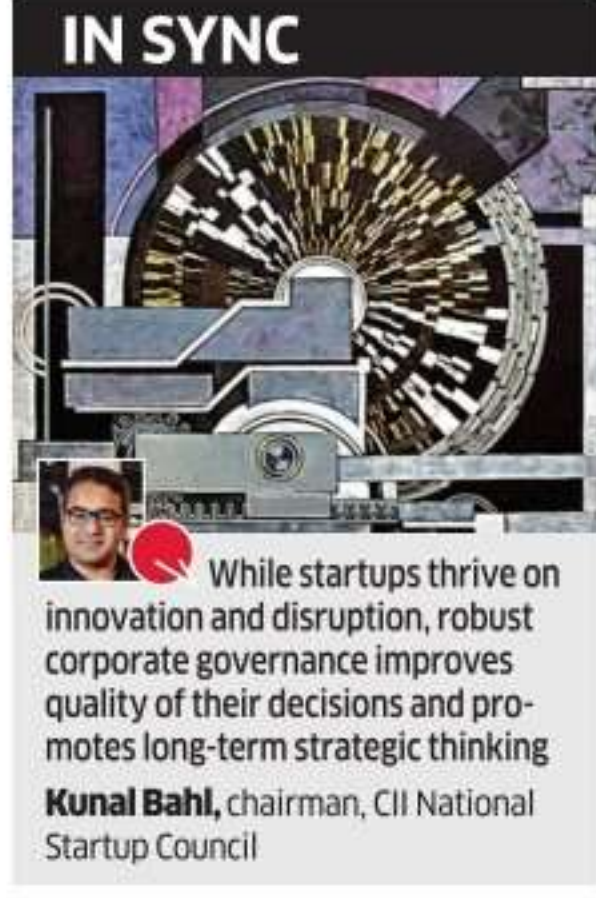 IN SYNC
While startups thrive on
innovation and disruption, robust
corporate governance improves
quality of their decisions and pro-
motes long-term strategic thinking
Kunal Bahl, chairman, CII National
Startup Council